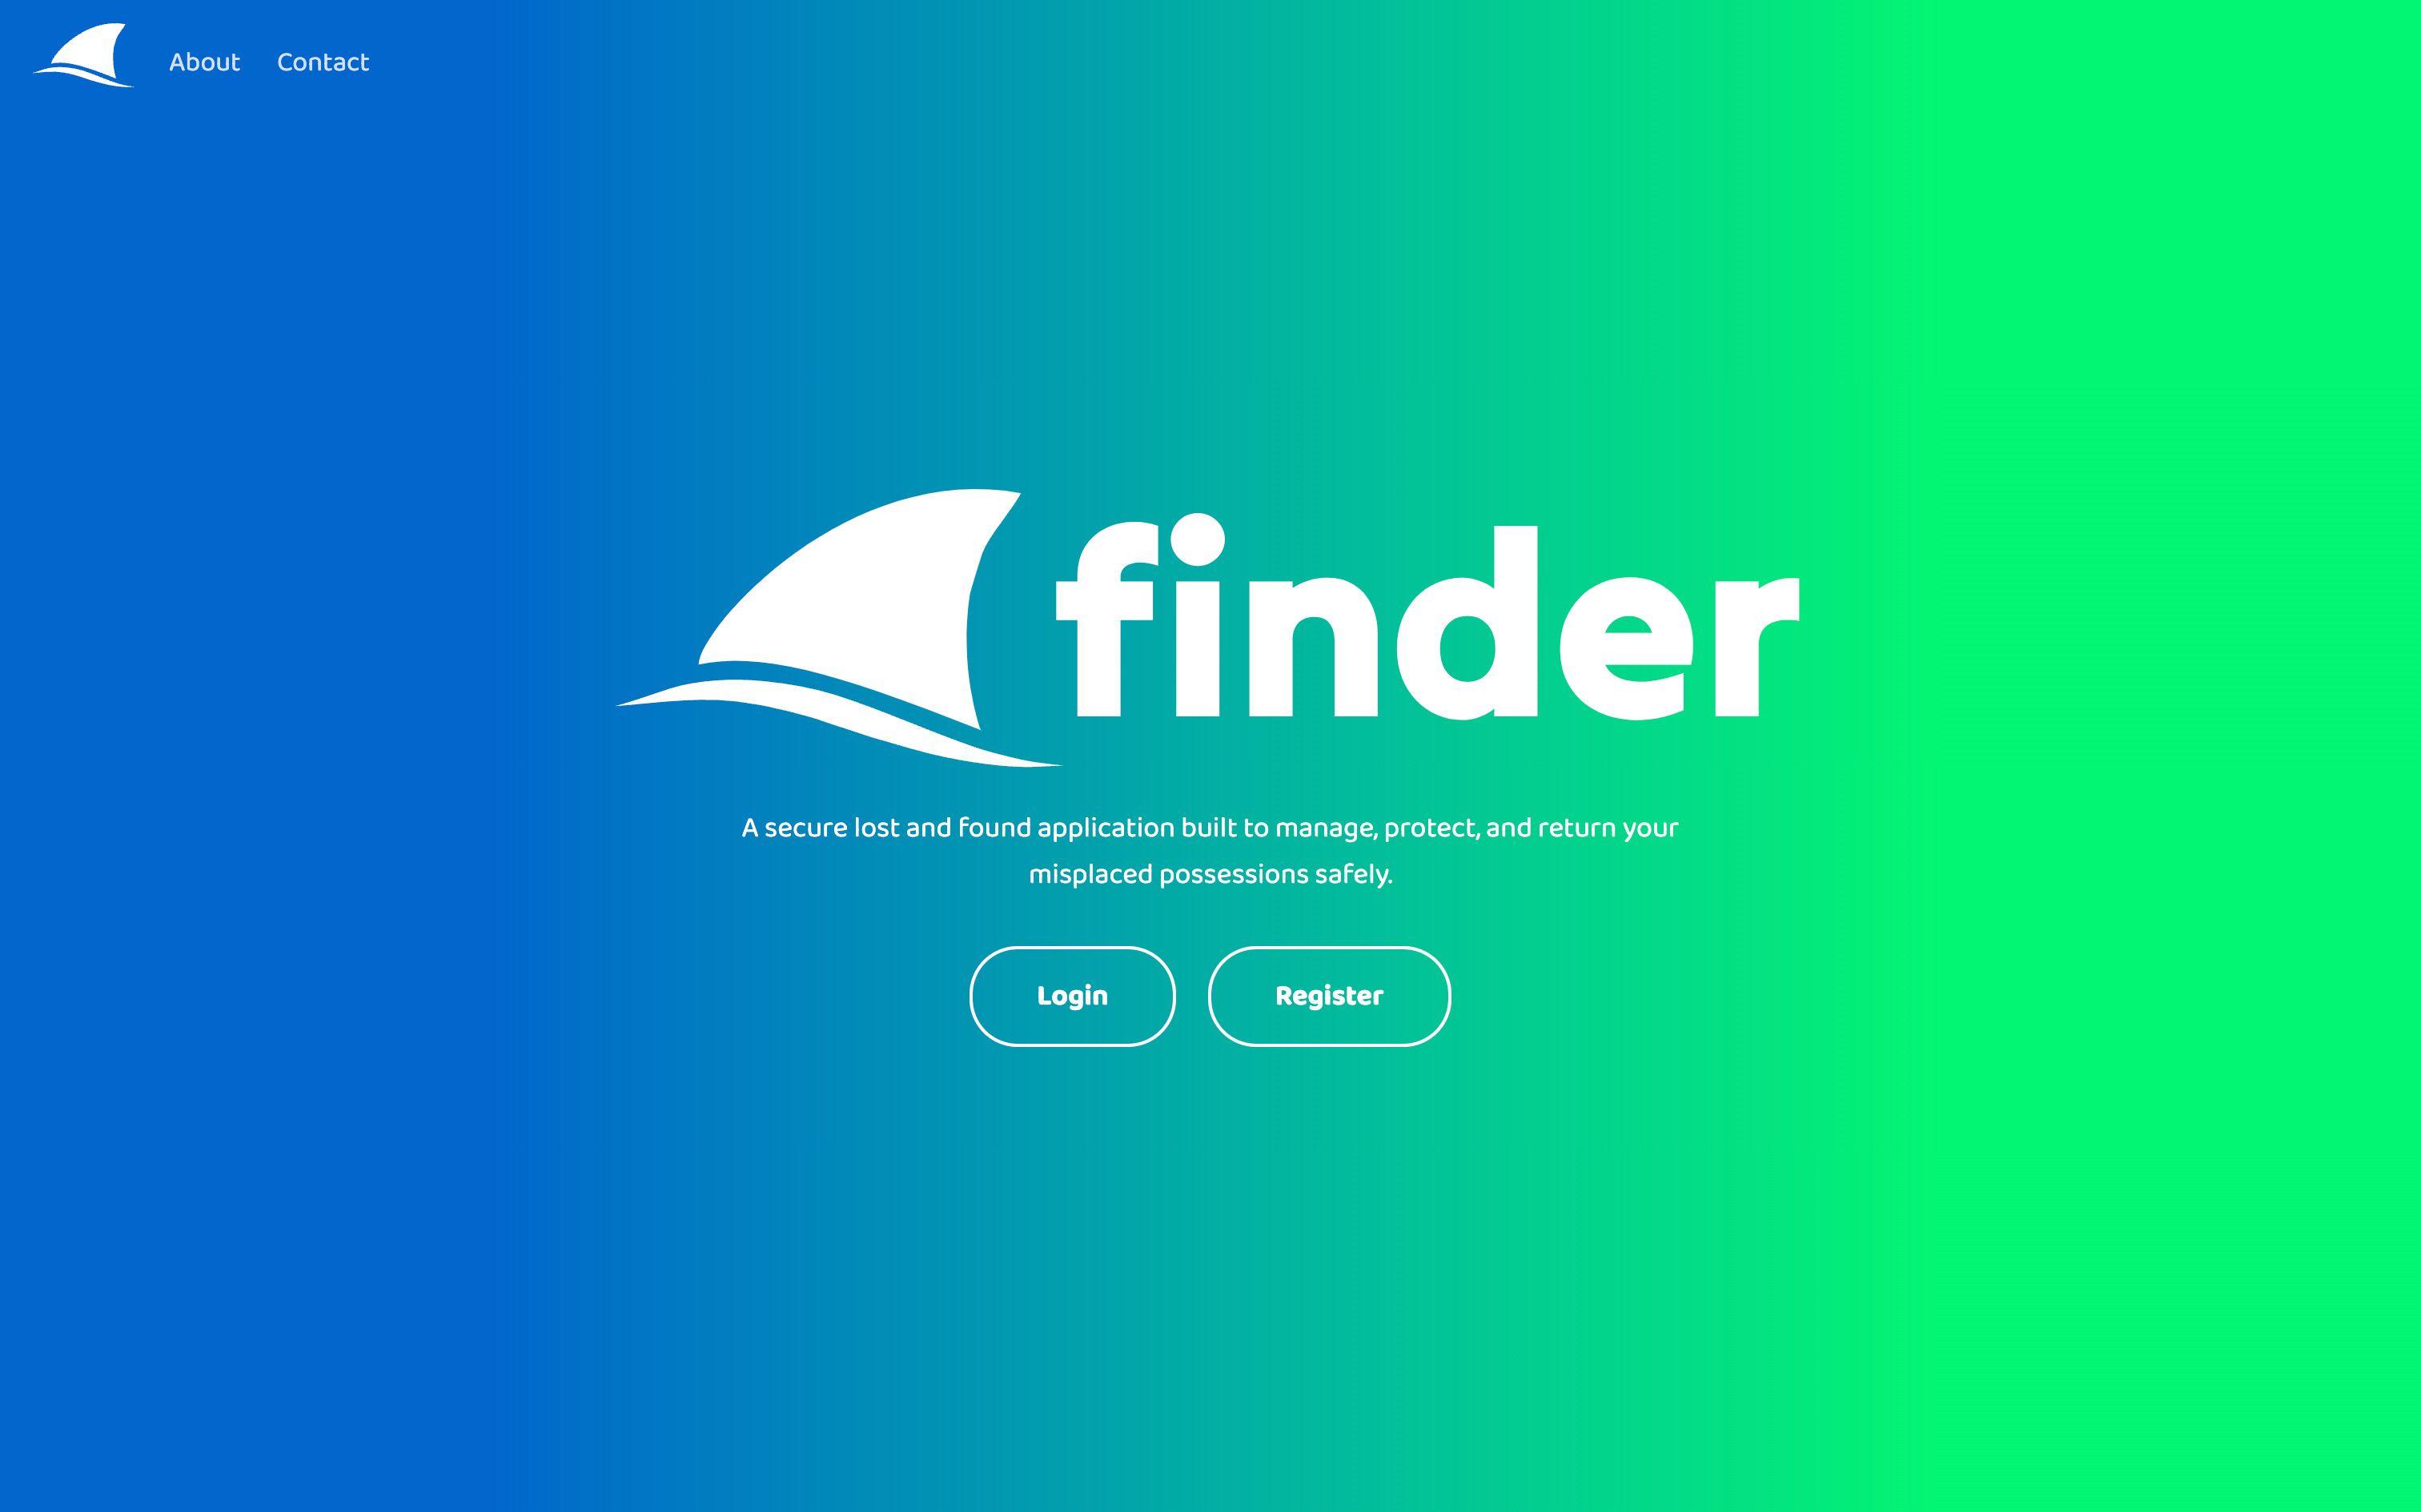 About Contact
finder
A secure lost and found application built to manage, protect, and return your
misplaced possessions safely.
Login Register